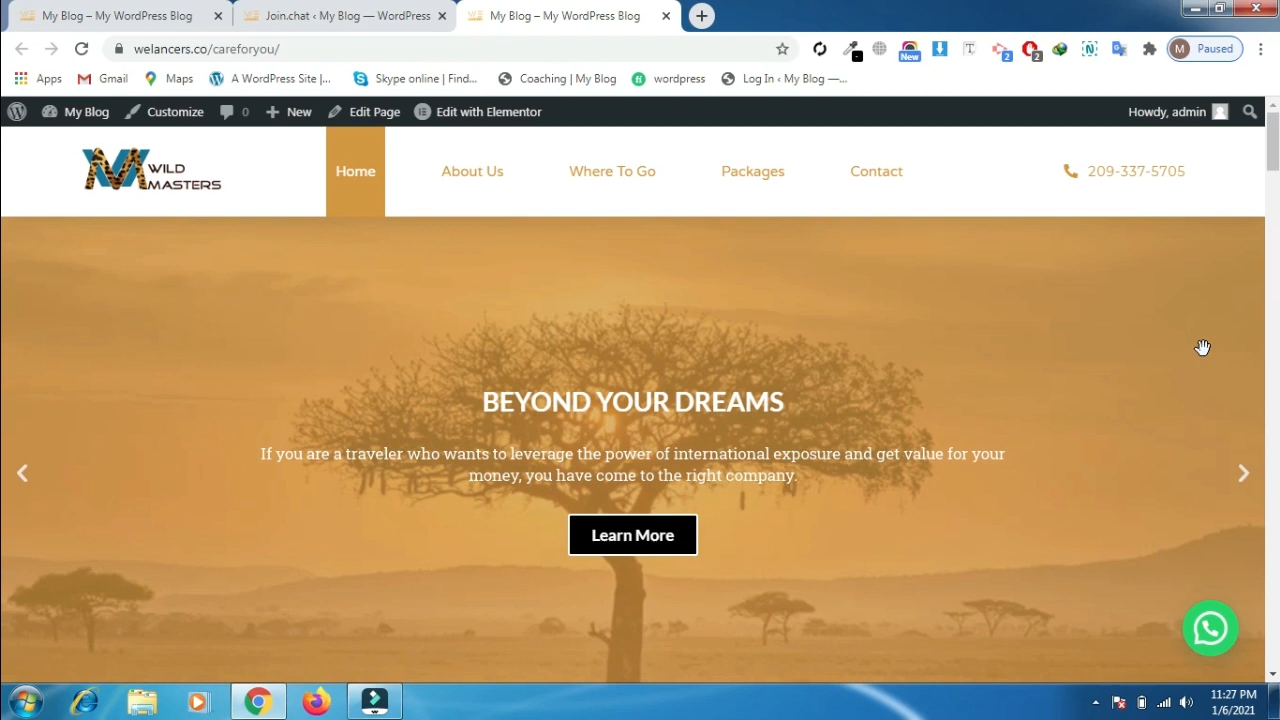 My Blog – My WordPress Blog
Join.chat ‹ My Blog — WordPress
My Blog – My WordPress Blog
welancers.co/careforyou/
New
2
2
M Paused
Apps
Gmail
Maps
A WordPress Site |...
Skype online | Find...
Coaching | My Blog
wordpress
Log In ‹ My Blog —...
My Blog
Customize
0
New
Edit Page
Edit with Elementor
Howdy, admin
WILD
MASTERS
Home
About Us
Where To Go
Packages
Contact
209-337-5705
BEYOND YOUR DREAMS
If you are a traveler who wants to leverage the power of international exposure and get value for your
money, you have come to the right company.
Learn More
11:27 PM
1/6/2021